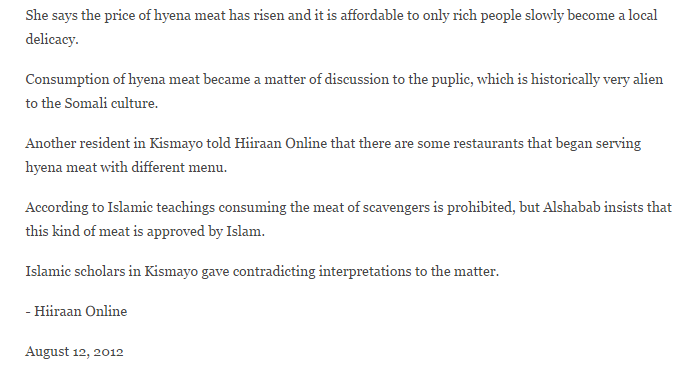 She says the price of hyena meat has risen and it is affordable to only rich people slowly become a local
delicacy.
Consumption of hyena meat became a matter of discussion to the puplic, which is historically very alien
to the Somali culture.
Another resident in Kismayo told Hiiraan Online that there are some restaurants that began serving
hyena meat with different menu.
According to Islamic teachings consuming the meat of scavengers is prohibited, but Alshabab insists that
this kind of meat is approved by Islam.
Islamic scholars in Kismayo gave contradicting interpretations to the matter.
- Hiiraan Online
August 12, 2012